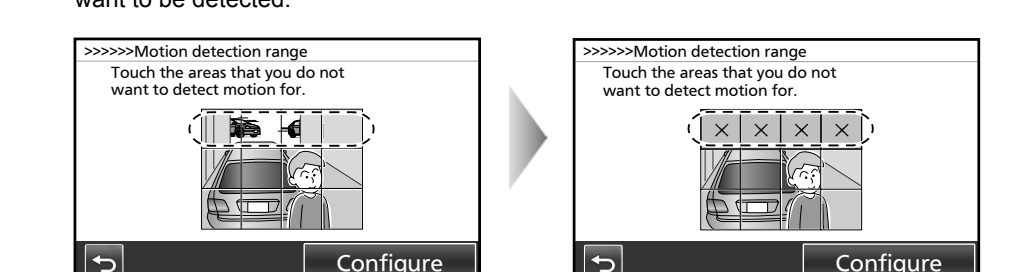 want to be detected.
>>>>>>Motion detection range
Touch the areas that you do not
want to detect motion for.
Configure
>>>>>>Motion detection range
Touch the areas that you do not
want to detect motion for.
× × × ×
Configure